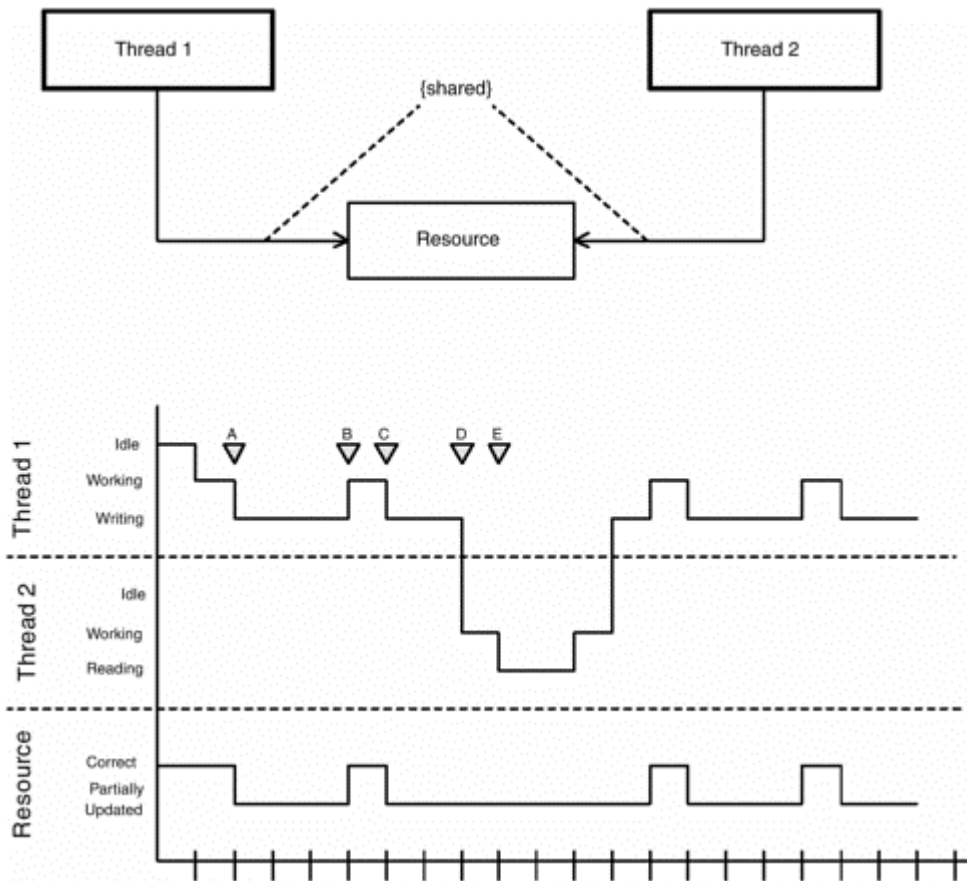 Thread 1
Thread 2
{shared}
Resource
Thread 1
Idle
Working
Writing
A
B
C
D
E
Thread 2
Idle
Working
Reading
Resource
Correct
Partially
Updated